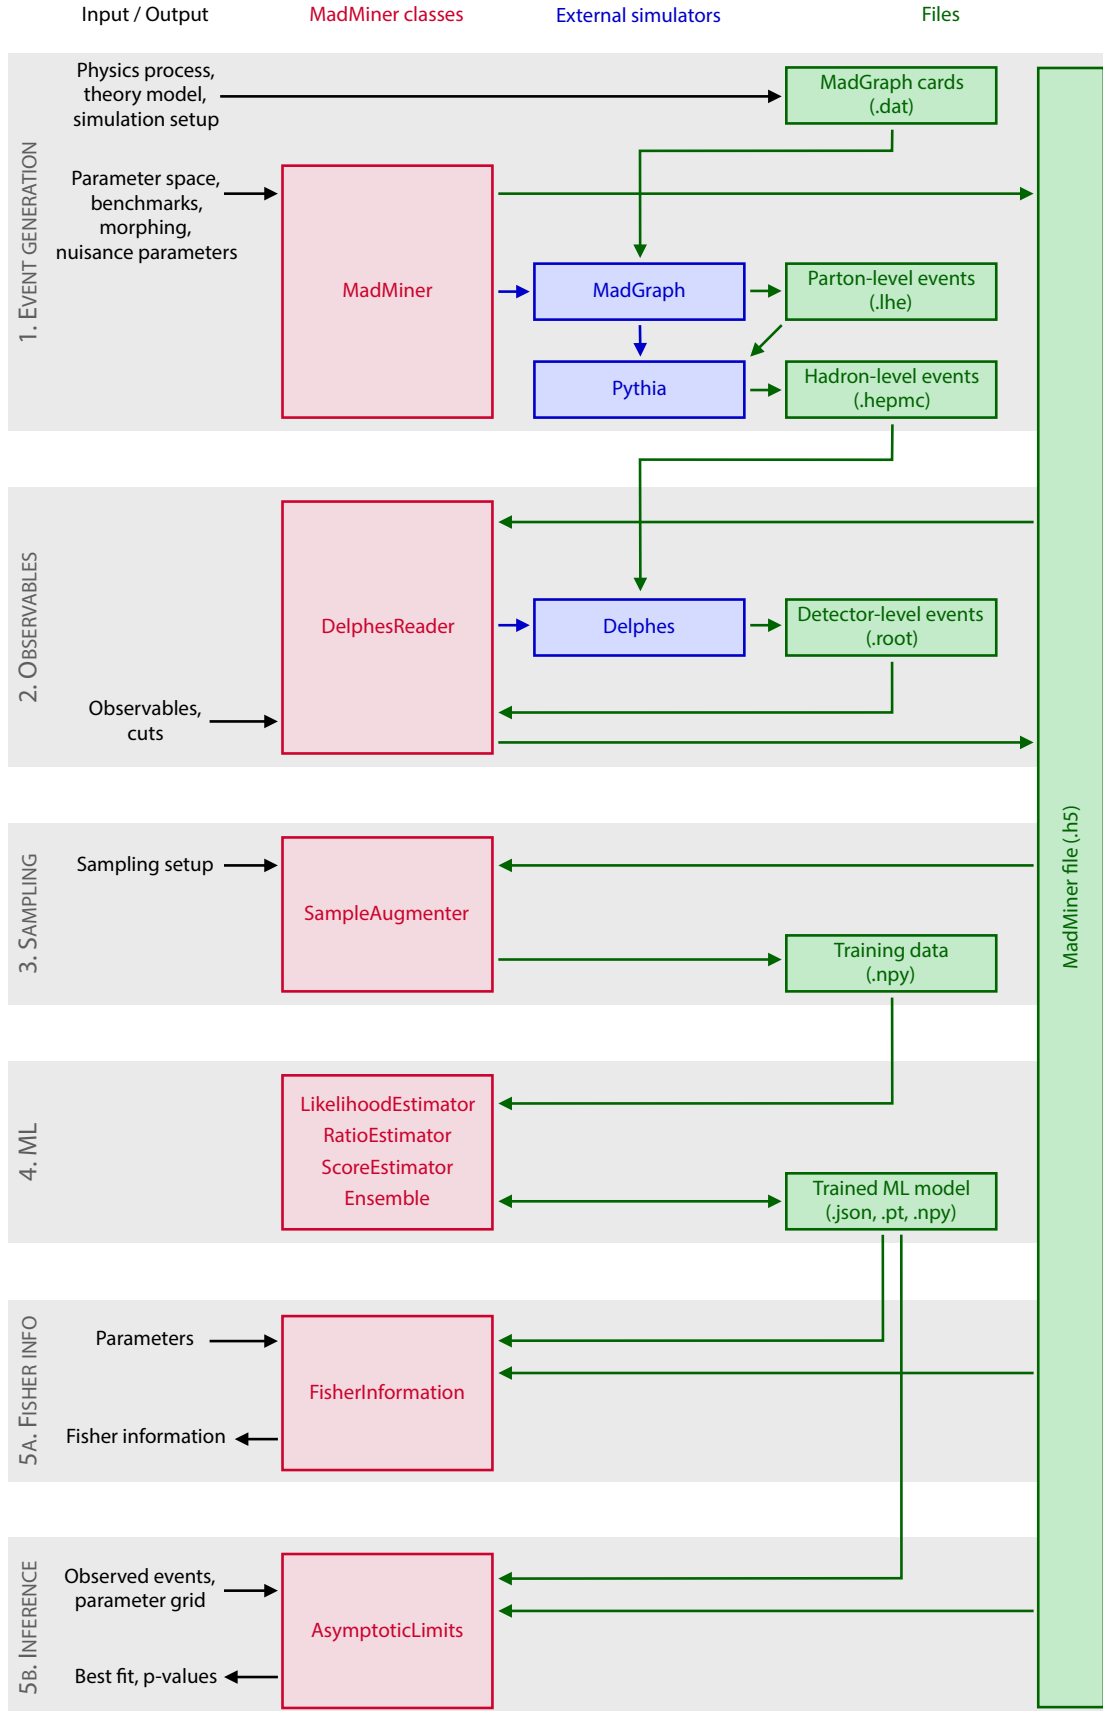 Input / Output
MadMiner classes
External simulators
Files
1. Event generation
Physics process,
theory model,
simulation setup
MadGraph cards
(.dat)
Parameter space,
benchmarks,
morphing,
nuisance parameters
MadMiner
MadGraph
Parton-level events
(.lhe)
Pythia
Hadron-level events
(.hepmc)
MadMiner file (.h5)
2. Observables
DelphesReader
Delphes
Detector-level events
(.root)
Observables,
cuts
3. Sampling
Sampling setup
SampleAugmenter
Training data
(.npy)
4. ML
LikelihoodEstimator
RatioEstimator
ScoreEstimator
Ensemble
Trained ML model
(.json, .pt, .npy)
5a. Fisher info
Parameters
FisherInformation
Fisher information
5b. Inference
Observed events,
parameter grid
AsymptoticLimits
Best fit, p-values